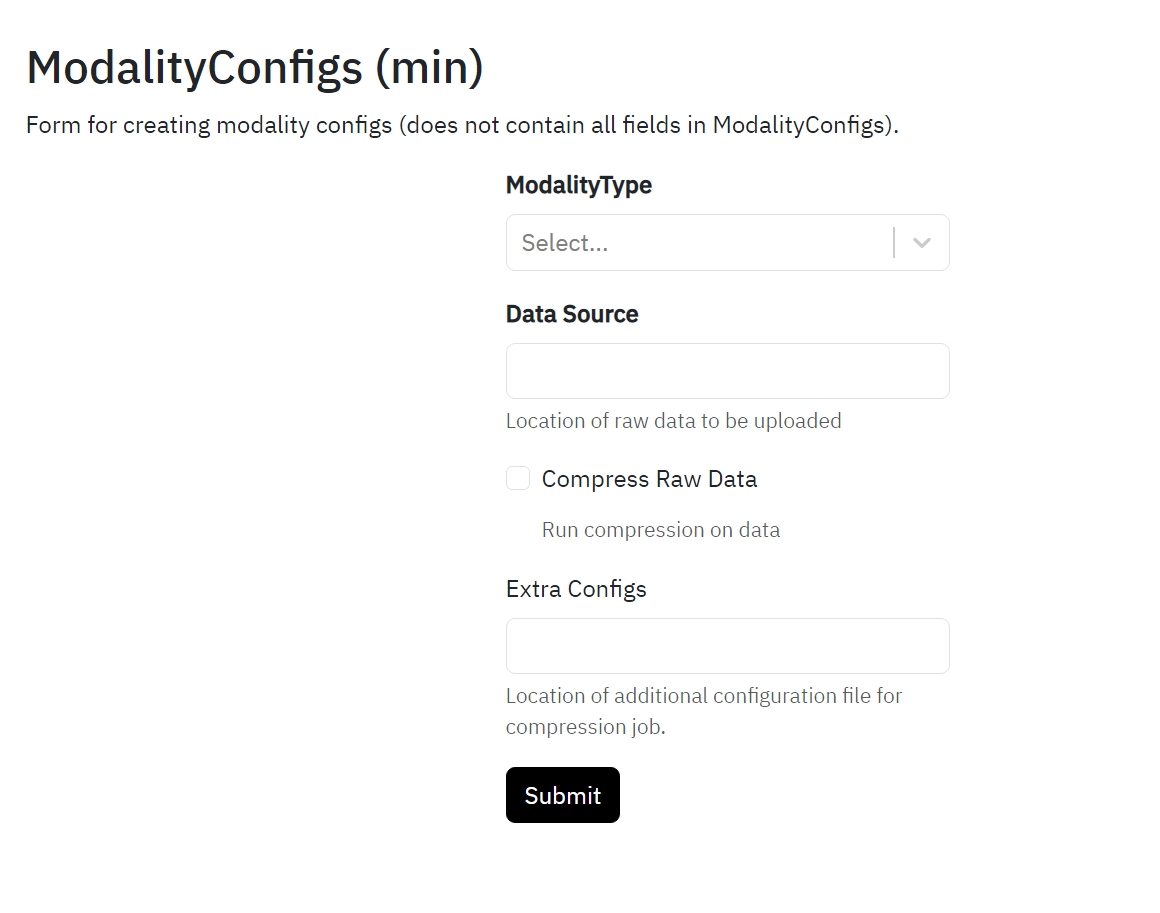 ModalityConfigs (min)
Form for creating modality configs (does not contain all fields in ModalityConfigs).
ModalityType
Select...
Data Source
Location of raw data to be uploaded
Compress Raw Data
Run compression on data
Extra Configs
Location of additional configuration file for
compression job.
Submit